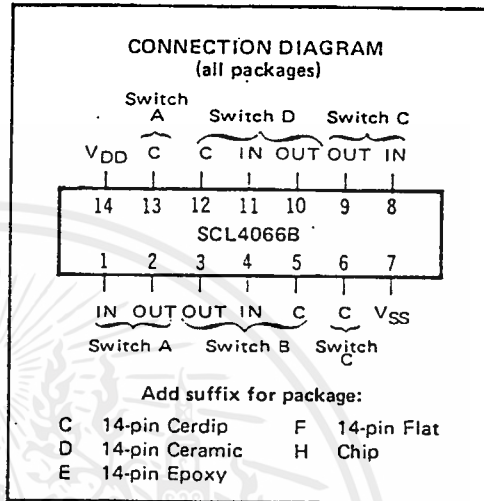 CONNECTION DIAGRAM
(all packages)
Switch A Switch D Switch C
VDD C C IN OUT OUT IN
14 13 12 11 10 9 8
SCL4066B
1 2 3 4 5 6 7
IN OUT OUT IN C C VSS
Switch A Switch B Switch C
Add suffix for package:
C 14-pin Cerdip F 14-pin Flat
D 14-pin Ceramic H Chip
E 14-pin Epoxy